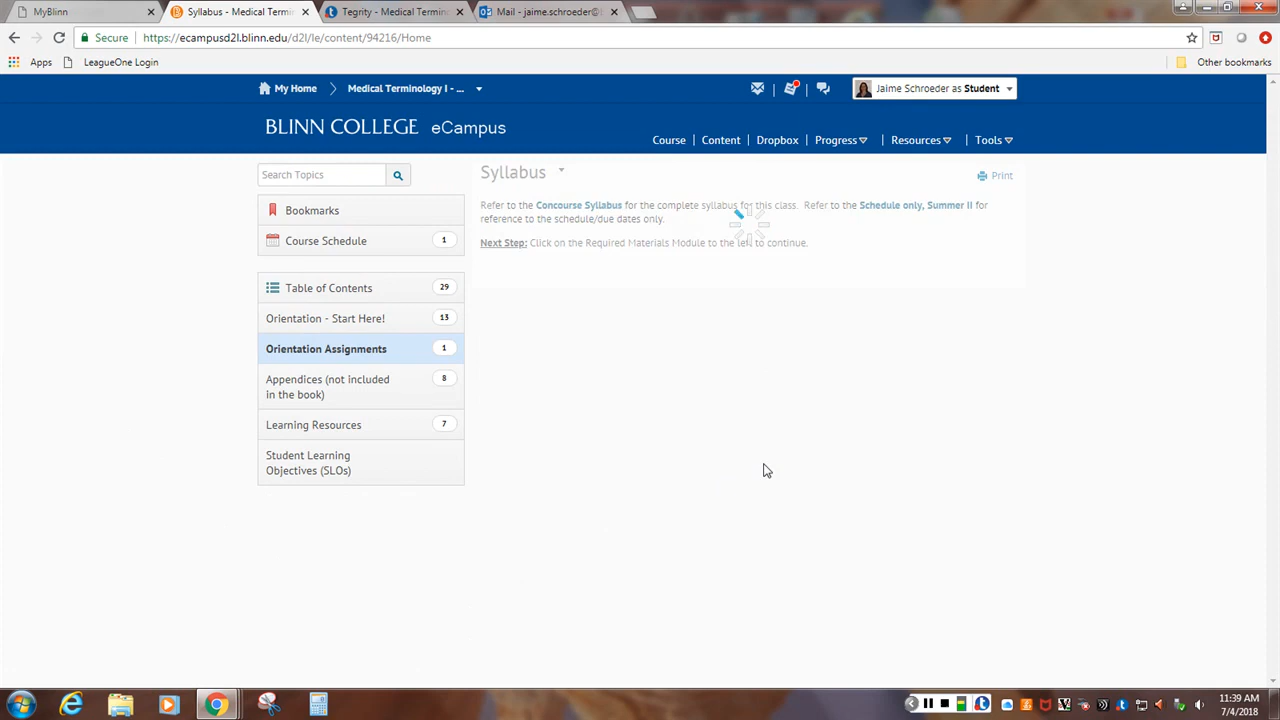 MyBlinn
Syllabus - Medical Termin
Tegrity - Medical Termins
Mail - jaime.schroeder@
Secure https://ecampusd2l.blinn.edu/d2l/le/content/94216/Home
Apps LeagueOne Login Other bookmarks
My Home Medical Terminology I - ... Jaime Schroeder as Student
BLINN COLLEGE eCampus
Course Content Dropbox Progress Resources Tools
Search Topics
Syllabus
Print
Refer to the Concourse Syllabus for the complete syllabus for this class. Refer to the Schedule only, Summer II for
reference to the schedule/due dates only.
Next Step: Click on the Required Materials Module to the left to continue.
Bookmarks
Course Schedule 1
Table of Contents 29
Orientation - Start Here! 13
Orientation Assignments 1
Appendices (not included 8
in the book)
Learning Resources 7
Student Learning
Objectives (SLOs)
11:39 AM
7/4/2018